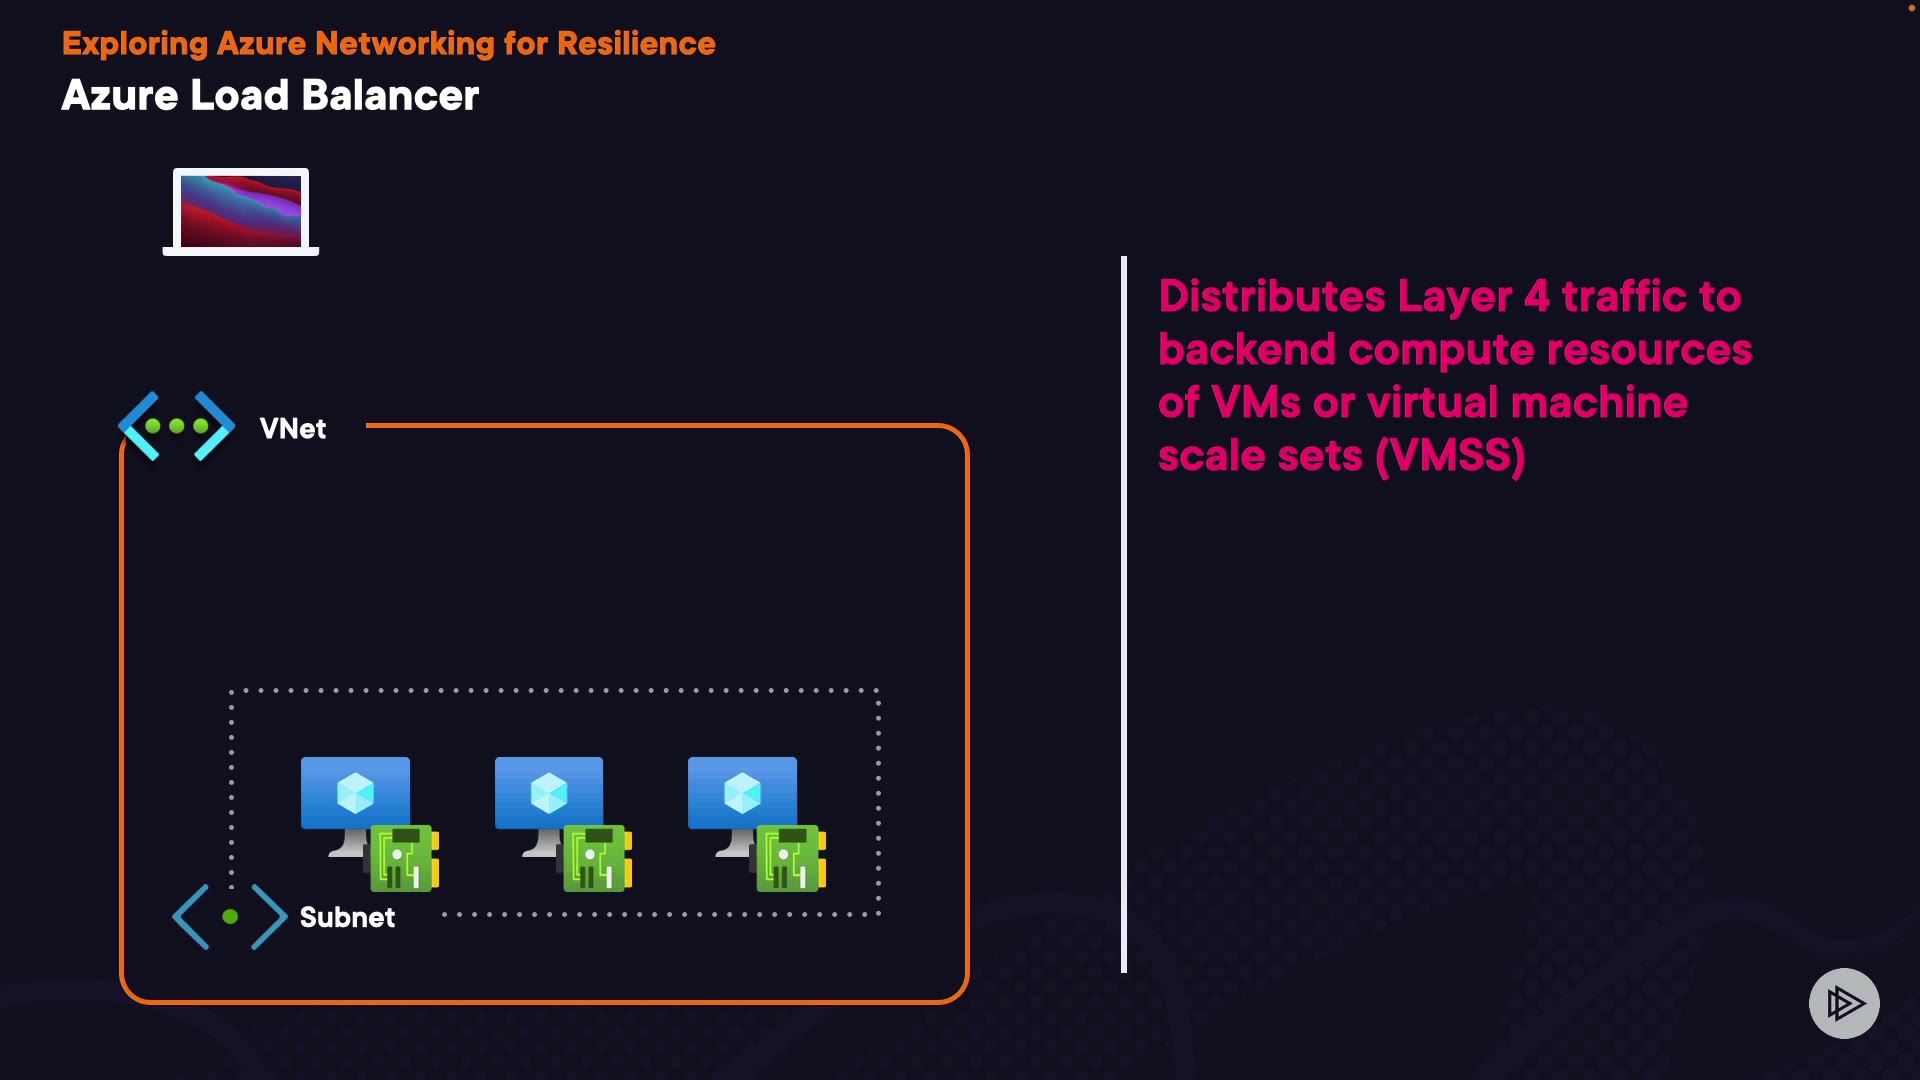 Exploring Azure Networking for Resilience
Azure Load Balancer
Distributes Layer 4 traffic to
backend compute resources
of VMs or virtual machine
scale sets (VMSS)
VNet
Subnet